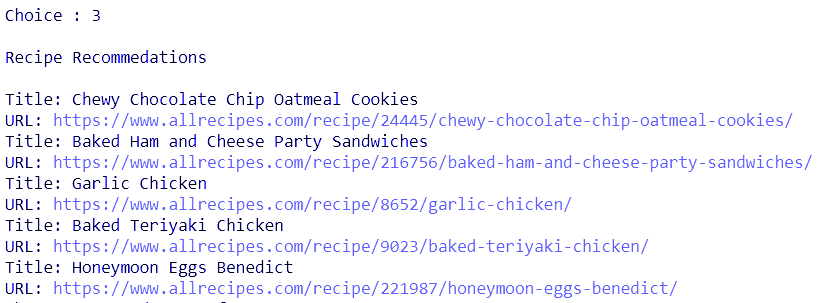 Choice : 3
Recipe Recommedations
Title: Chewy Chocolate Chip Oatmeal Cookies
URL: https://www.allrecipes.com/recipe/24445/chewy-chocolate-chip-oatmeal-cookies/
Title: Baked Ham and Cheese Party Sandwiches
URL: https://www.allrecipes.com/recipe/216756/baked-ham-and-cheese-party-sandwiches/
Title: Garlic Chicken
URL: https://www.allrecipes.com/recipe/8652/garlic-chicken/
Title: Baked Teriyaki Chicken
URL: https://www.allrecipes.com/recipe/9023/baked-teriyaki-chicken/
Title: Honeymoon Eggs Benedict
URL: https://www.allrecipes.com/recipe/221987/honeymoon-eggs-benedict/